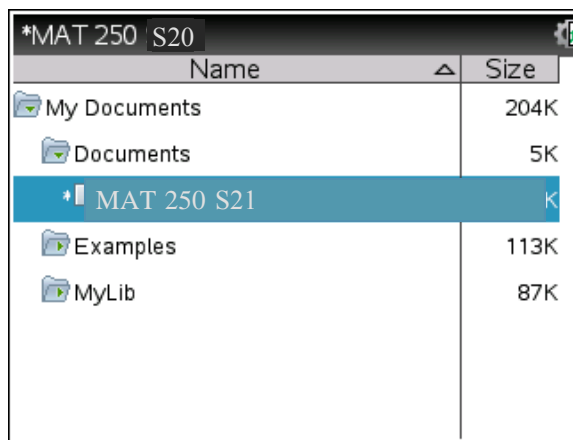 *MAT 250 S20
Name Size
My Documents 204K
Documents 5K
* MAT 250 S21 K
Examples 113K
MyLib 87K